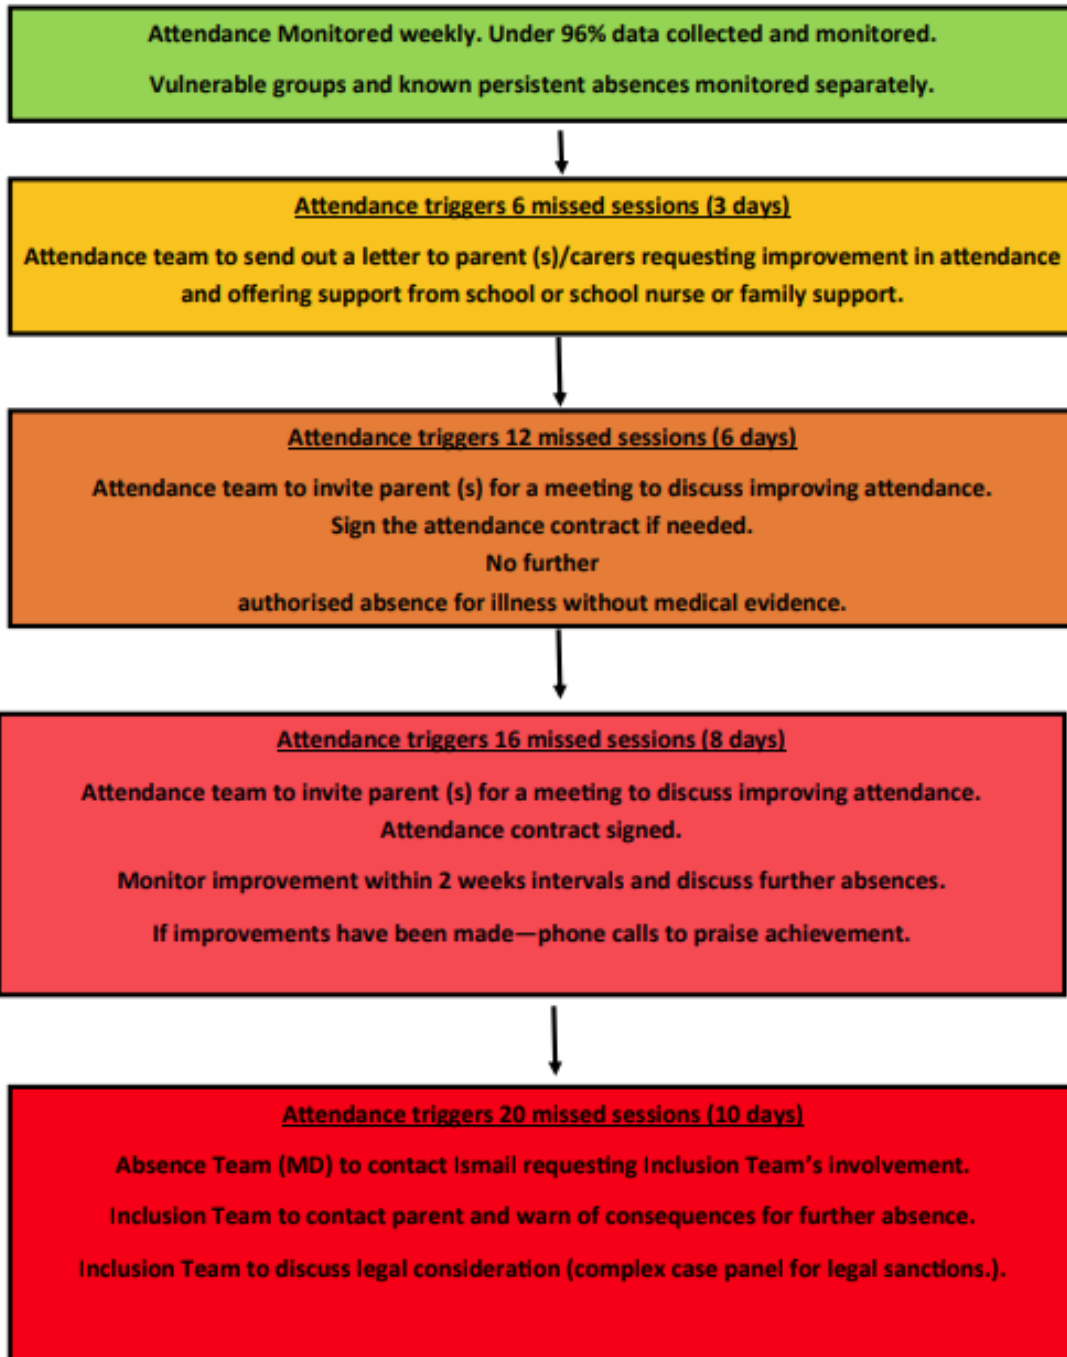 Attendance Monitored weekly. Under 96% data collected and monitored.
Vulnerable groups and known persistent absences monitored separately.
Attendance triggers 6 missed sessions (3 days)
Attendance team to send out a letter to parent (s)/carers requesting improvement in attendance
and offering support from school or school nurse or family support.
Attendance triggers 12 missed sessions (6 days)
Attendance team to invite parent (s) for a meeting to discuss improving attendance.
Sign the attendance contract if needed.
No further
authorised absence for illness without medical evidence.
Attendance triggers 16 missed sessions (8 days)
Attendance team to invite parent (s) for a meeting to discuss improving attendance.
Attendance contract signed.
Monitor improvement within 2 weeks intervals and discuss further absences.
If improvements have been made—phone calls to praise achievement.
Attendance triggers 20 missed sessions (10 days)
Absence Team (MD) to contact Ismail requesting Inclusion Team’s involvement.
Inclusion Team to contact parent and warn of consequences for further absence.
Inclusion Team to discuss legal consideration (complex case panel for legal sanctions.).